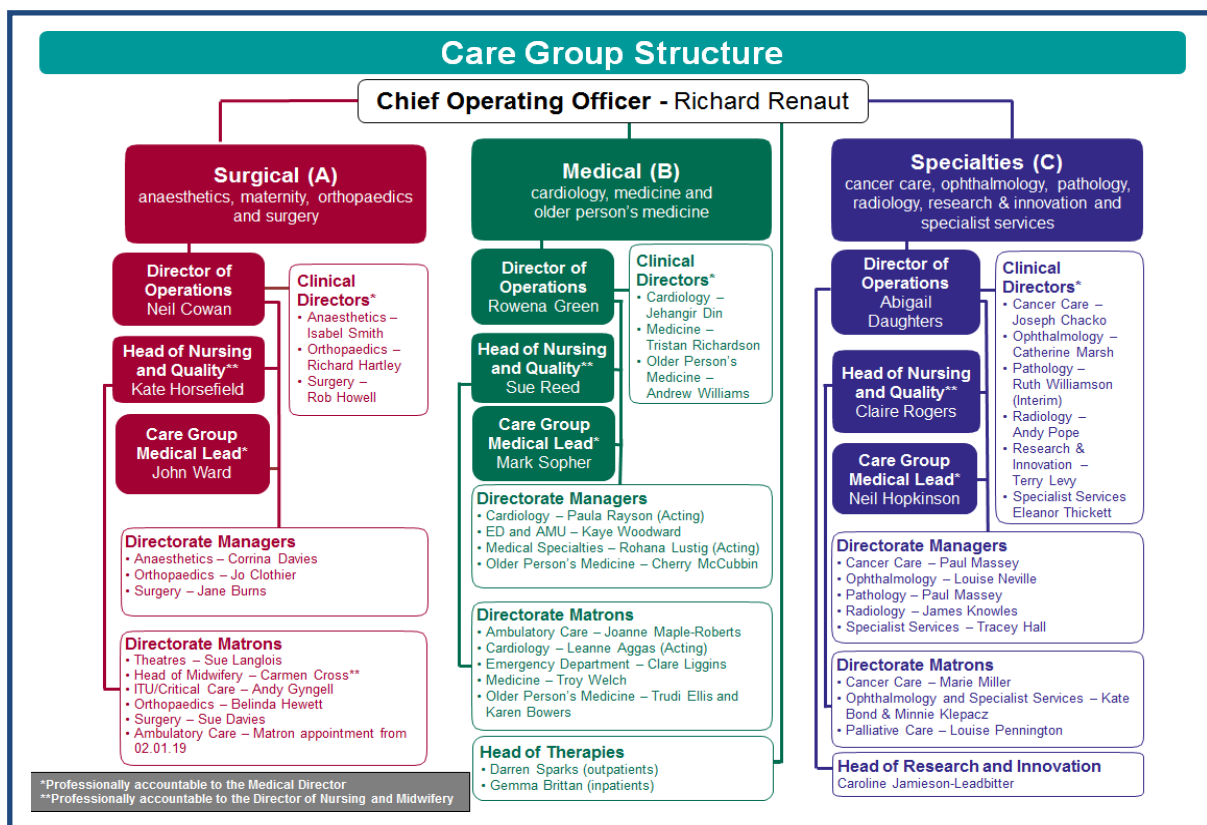 Care Group Structure
Chief Operating Officer - Richard Renaut
Surgical (A)
anaesthetics, maternity, orthopaedics
and surgery
Director of
Operations
Neil Cowan
Clinical
Directors*
• Anaesthetics –
Isabel Smith
• Orthopaedics –
Richard Hartley
• Surgery –
Rob Howell
Head of Nursing
and Quality**
Kate Horsefield
Care Group
Medical Lead*
John Ward
Directorate Managers
• Anaesthetics – Corrina Davies
• Orthopaedics – Jo Clothier
• Surgery – Jane Burns
Directorate Matrons
• Theatres – Sue Langlois
• Head of Midwifery – Carmen Cross**
• ITU/Critical Care – Andy Gyngell
• Orthopaedics – Belinda Hewett
• Surgery – Sue Davies
• Ambulatory Care – Matron appointment from
02.01.19
Medical (B)
cardiology, medicine and
older person's medicine
Director of
Operations
Rowena Green
Clinical
Directors*
• Cardiology –
Jehangir Din
• Medicine –
Tristan Richardson
• Older Person's
Medicine –
Andrew Williams
Head of Nursing
and Quality**
Sue Reed
Care Group
Medical Lead*
Mark Sopher
Directorate Managers
• Cardiology – Paula Rayson (Acting)
• ED and AMU – Kaye Woodward
• Medical Specialties – Rohana Lustig (Acting)
• Older Person's Medicine – Cherry McCubbin
Directorate Matrons
• Ambulatory Care – Joanne Maple-Roberts
• Cardiology – Leanne Aggas (Acting)
• Emergency Department – Clare Liggins
• Medicine – Troy Welch
• Older Person's Medicine – Trudi Ellis and
Karen Bowers
Head of Therapies
• Darren Sparks (outpatients)
• Gemma Brittan (inpatients)
Specialties (C)
cancer care, ophthalmology, pathology,
radiology, research & innovation and
specialist services
Director of
Operations
Abigail
Daughters
Clinical
Directors*
• Cancer Care –
Joseph Chacko
• Ophthalmology –
Catherine Marsh
• Pathology –
Ruth Williamson
(Interim)
• Radiology –
Andy Pope
• Research &
Innovation –
Terry Levy
• Specialist Services
Eleanor Thickett
Head of Nursing
and Quality**
Claire Rogers
Care Group
Medical Lead*
Neil Hopkinson
Directorate Managers
• Cancer Care – Paul Massey
• Ophthalmology – Louise Neville
• Pathology – Paul Massey
• Radiology – James Knowles
• Specialist Services – Tracey Hall
Directorate Matrons
• Cancer Care – Marie Miller
• Ophthalmology and Specialist Services – Kate
Bond & Minnie Klepacz
• Palliative Care – Louise Pennington
Head of Research and Innovation
Caroline Jamieson-Leadbitter
*Professionally accountable to the Medical Director
**Professionally accountable to the Director of Nursing and Midwifery